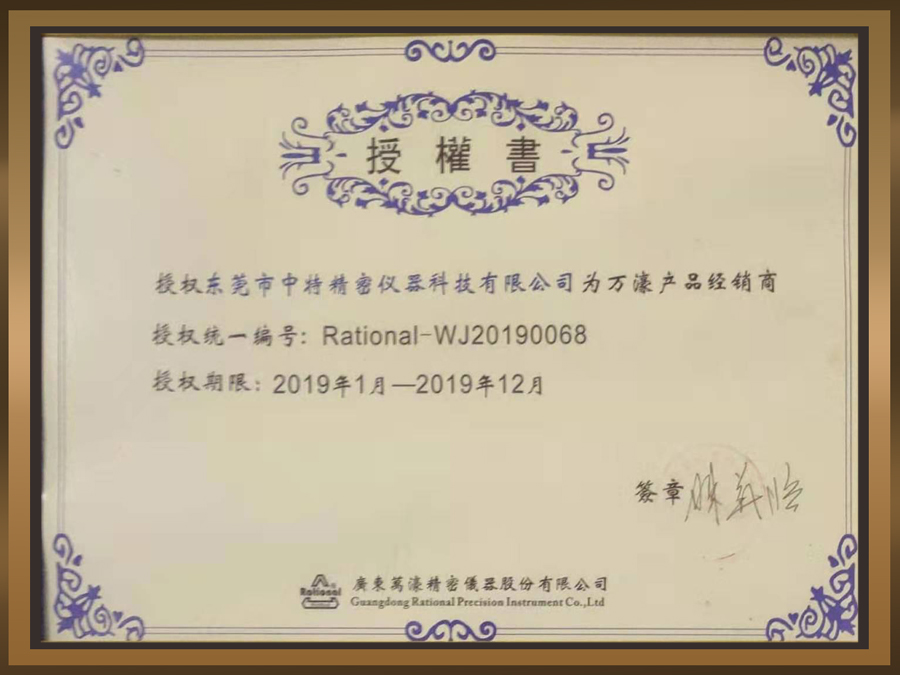 授權書
授权东莞市中特精密仪器科技有限公司为万濠产品经销商
授权统一编号: Rational-WJ20190068
授权期限: 2019年1月—2019年12月
签章
Rational
廣東萬濠精密儀器股份有限公司
Guangdong Rational Precision Instrument Co.,Ltd